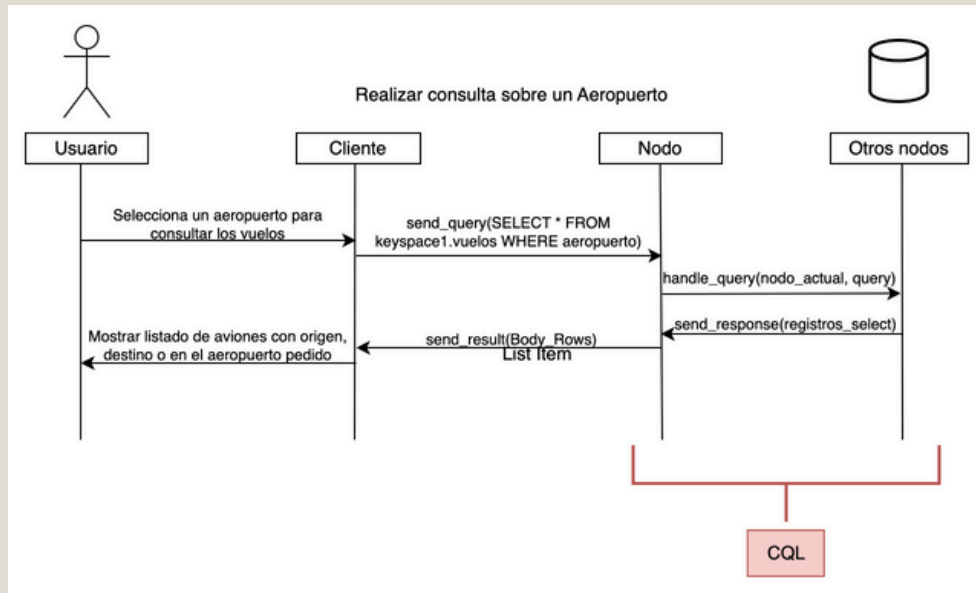 Realizar consulta sobre un Aeropuerto
Usuario
Cliente
Nodo
Otros nodos
Selecciona un aeropuerto para
consultar los vuelos
send_query(SELECT * FROM
keyspace1.vuelos WHERE aeropuerto)
handle_query(nodo_actual, query)
send_response(registros_select)
send_result(Body_Rows)
List Item
Mostrar listado de aviones con origen,
destino o en el aeropuerto pedido
CQL